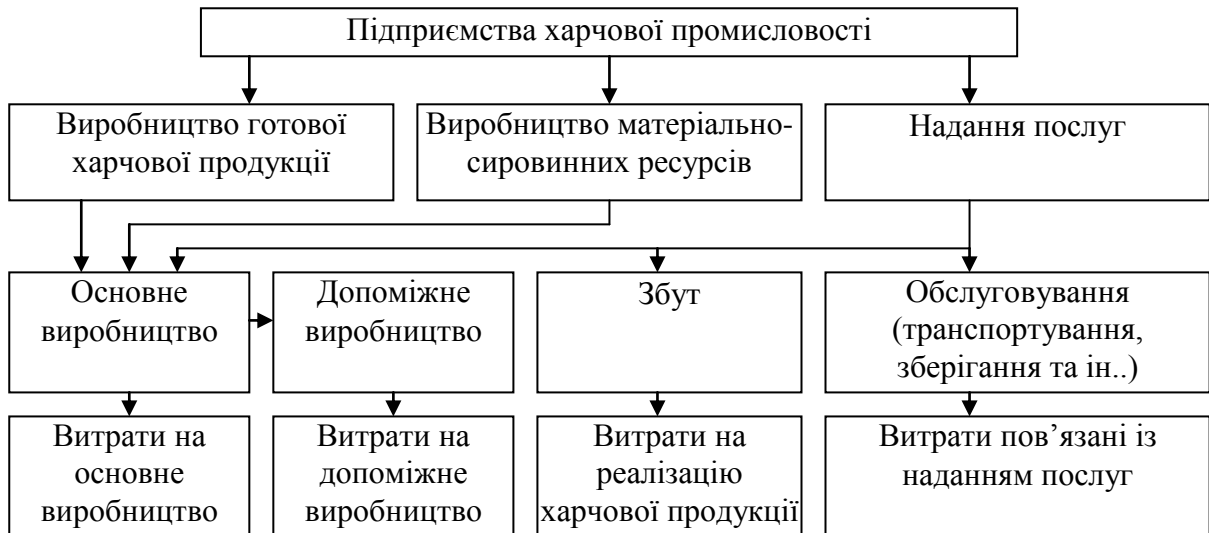 Підприємства харчової промисловості
Виробництво готової
харчової продукції
Виробництво матеріально-
сировинних ресурсів
Надання послуг
Основне
виробництво
Допоміжне
виробництво
Збут
Обслуговування
(транспортування,
зберігання та ін..)
Витрати на
основне
виробництво
Витрати на
допоміжне
виробництво
Витрати на
реалізацію
харчової продукції
Витрати пов’язані із
наданням послуг